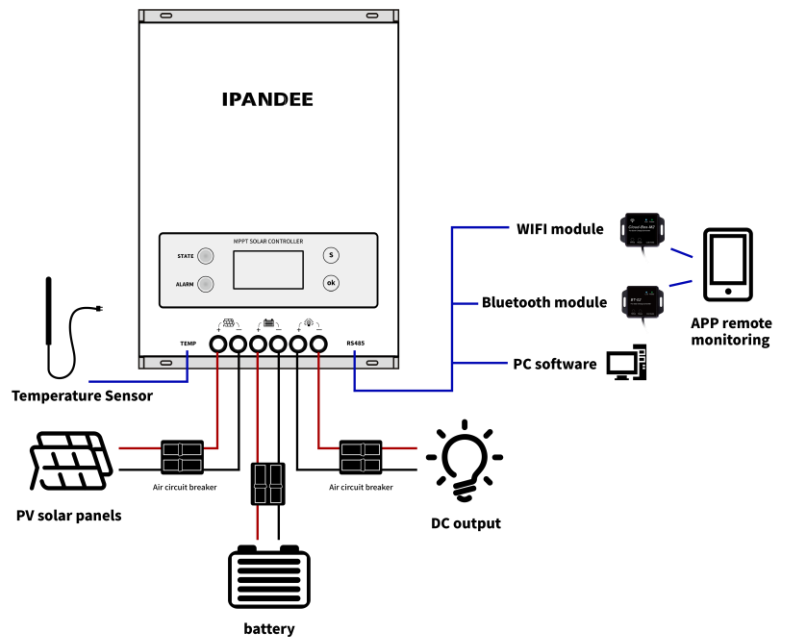 IPANDEE
MPPT SOLAR CONTROLLER
STATE
S
ALARM
ok
+ — + — + —
TEMP
RS485
WIFI module
Bluetooth module
PC software
APP remote
monitoring
Temperature Sensor
PV solar panels
Air circuit breaker
Air circuit breaker
DC output
battery